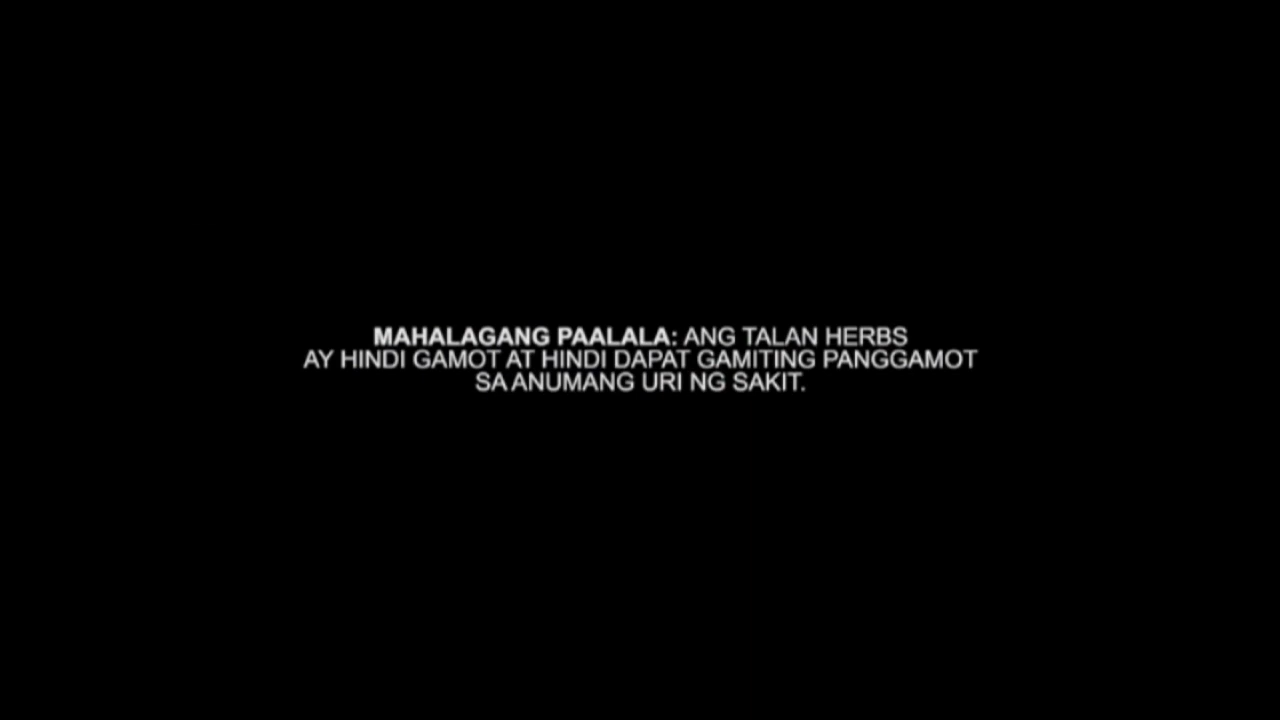 MAHALAGANG PAALALA: ANG TALAN HERBS
AY HINDI GAMOT AT HINDI DAPAT GAMITING PANGGAMOT
SA ANUMANG URI NG SAKIT.